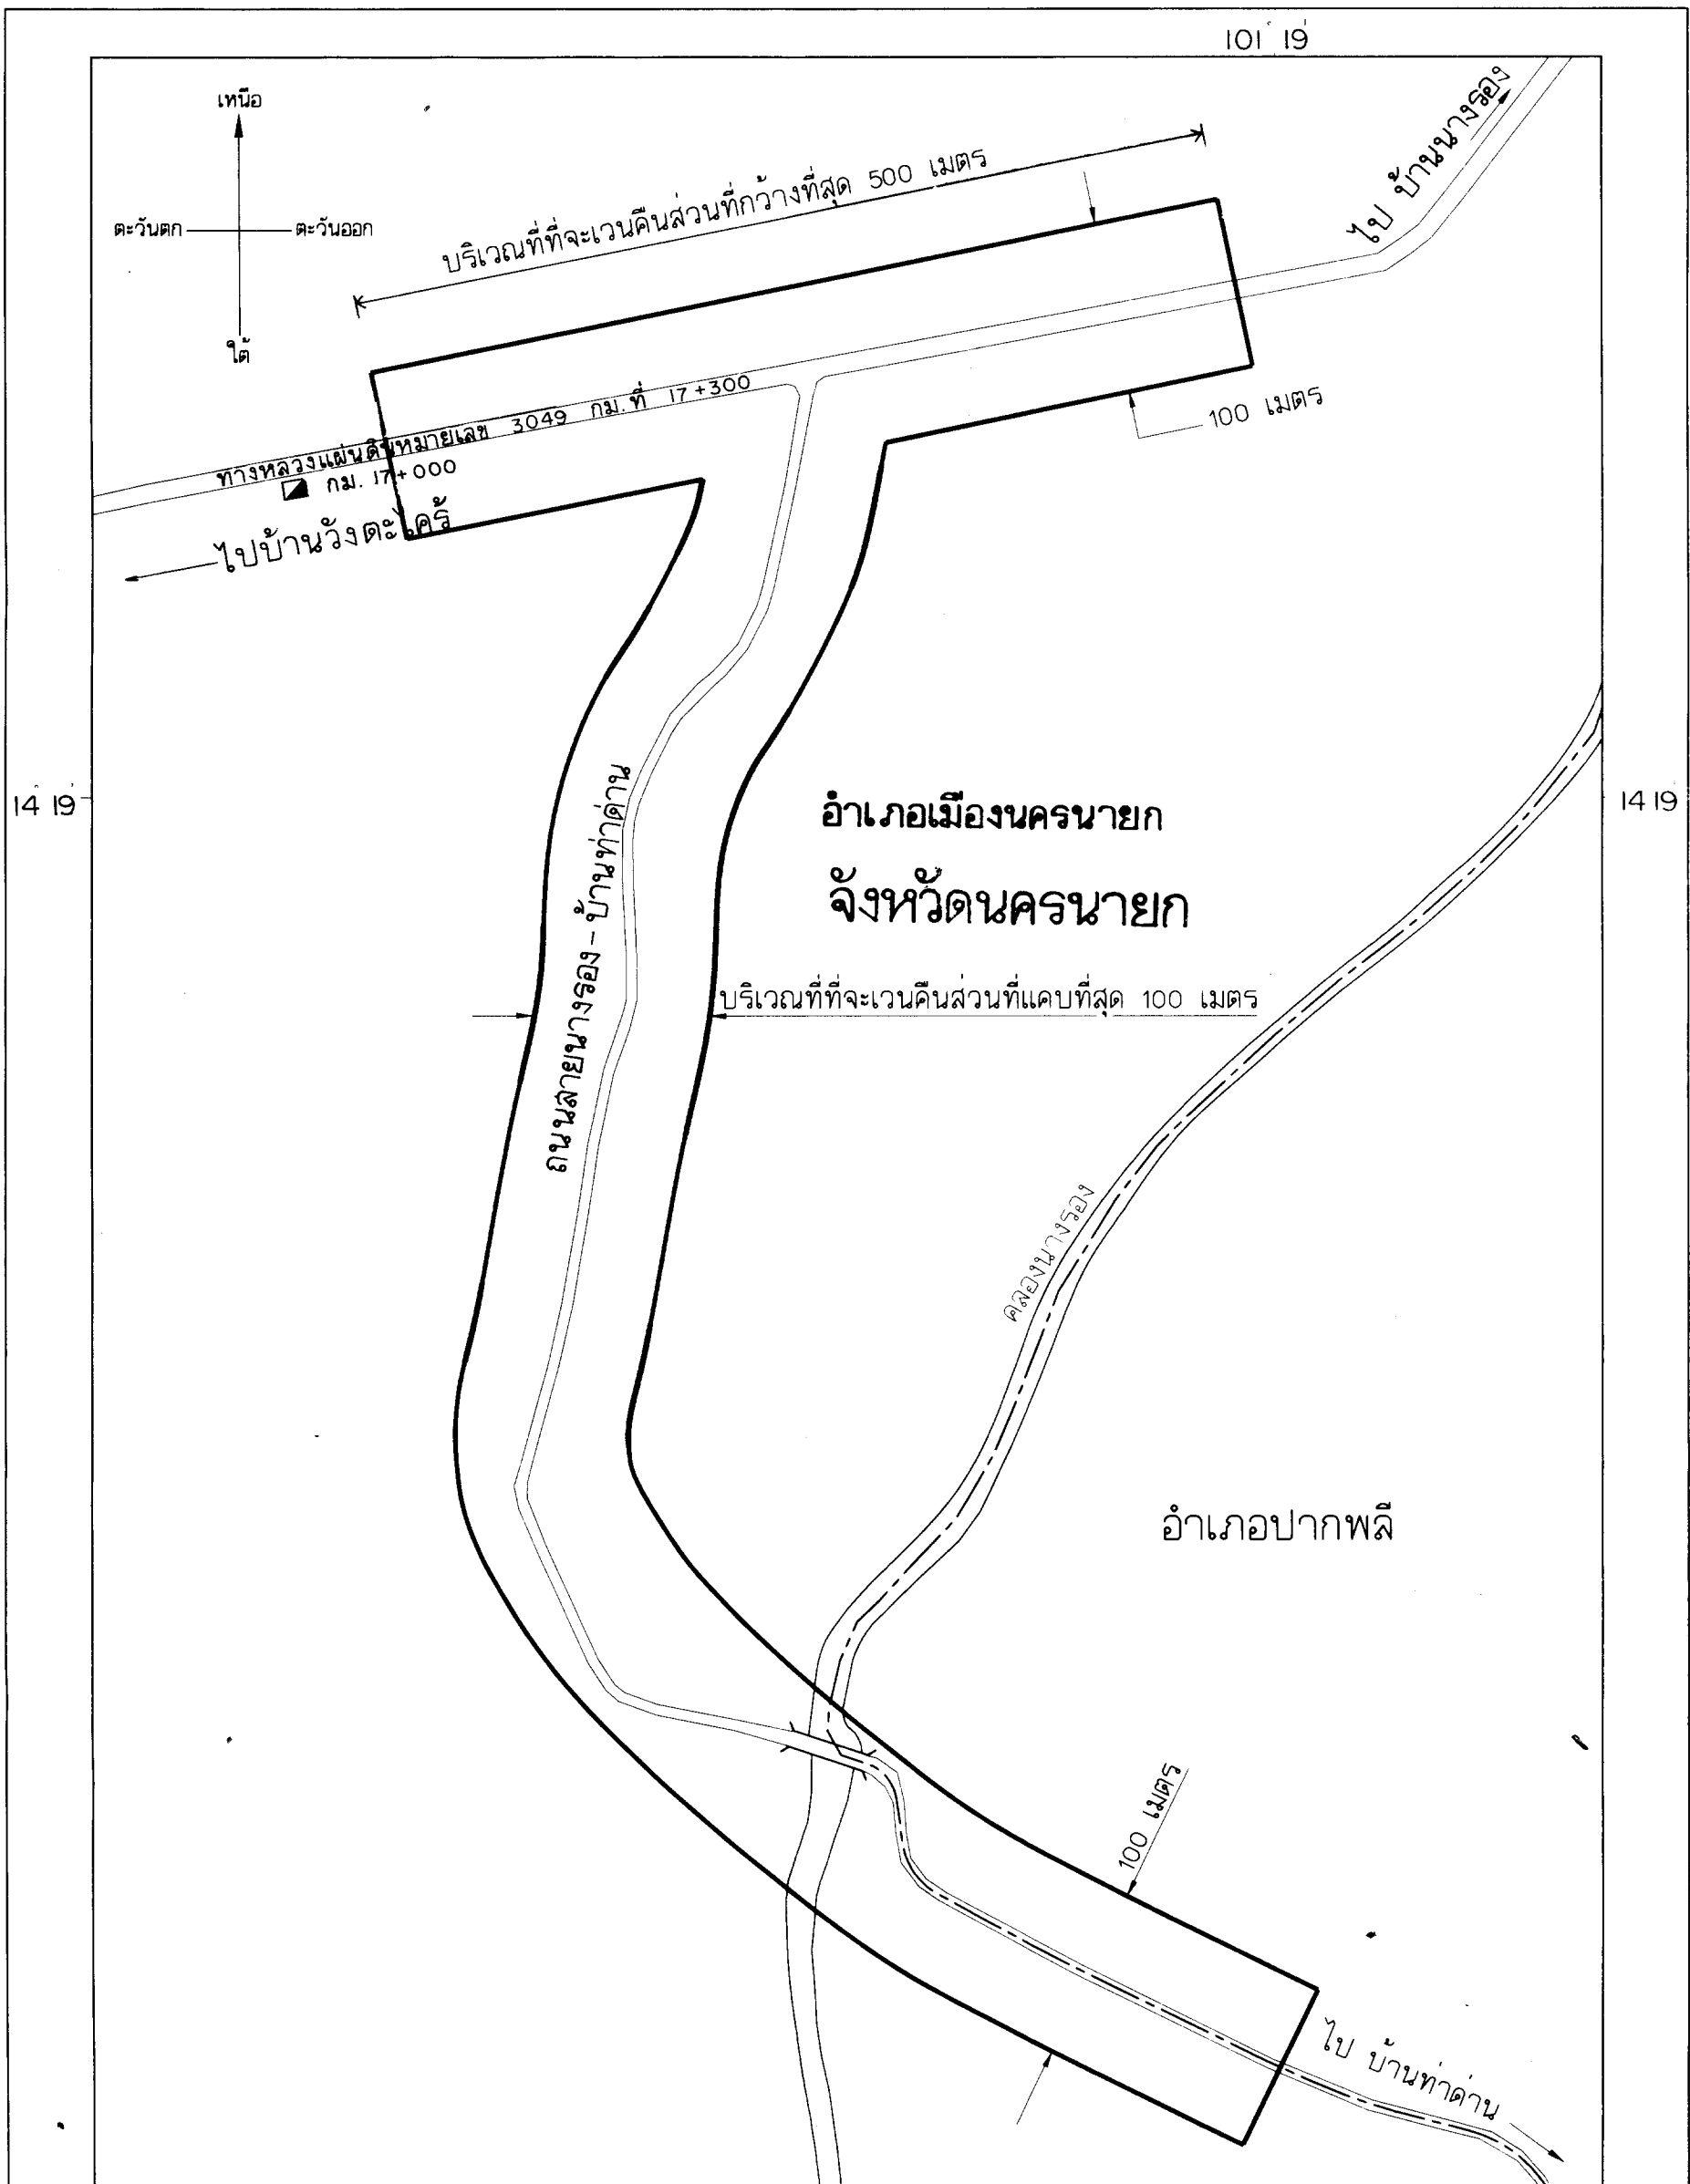 101° 19'
เหนือ
ตะวันตก
ตะวันออก
ใต้
บริเวณที่ที่จะเวนคืนส่วนที่กว้างที่สุด 500 เมตร
ไป บ้านนางรอง
ทางหลวงแผ่นดินหมายเลข 3049 กม. ที่ 17+300
กม. 17+000
100 เมตร
ไปบ้านวังตะไคร้
14° 19'
14 19
ถนนสายนางรอง-บ้านท่าด่าน
อำเภอเมืองนครนายก
จังหวัดนครนายก
บริเวณที่ที่จะเวนคืนส่วนที่แคบที่สุด 100 เมตร
คลองนางรอง
อำเภอปากพลี
100 เมตร
ไป บ้านท่าด่าน